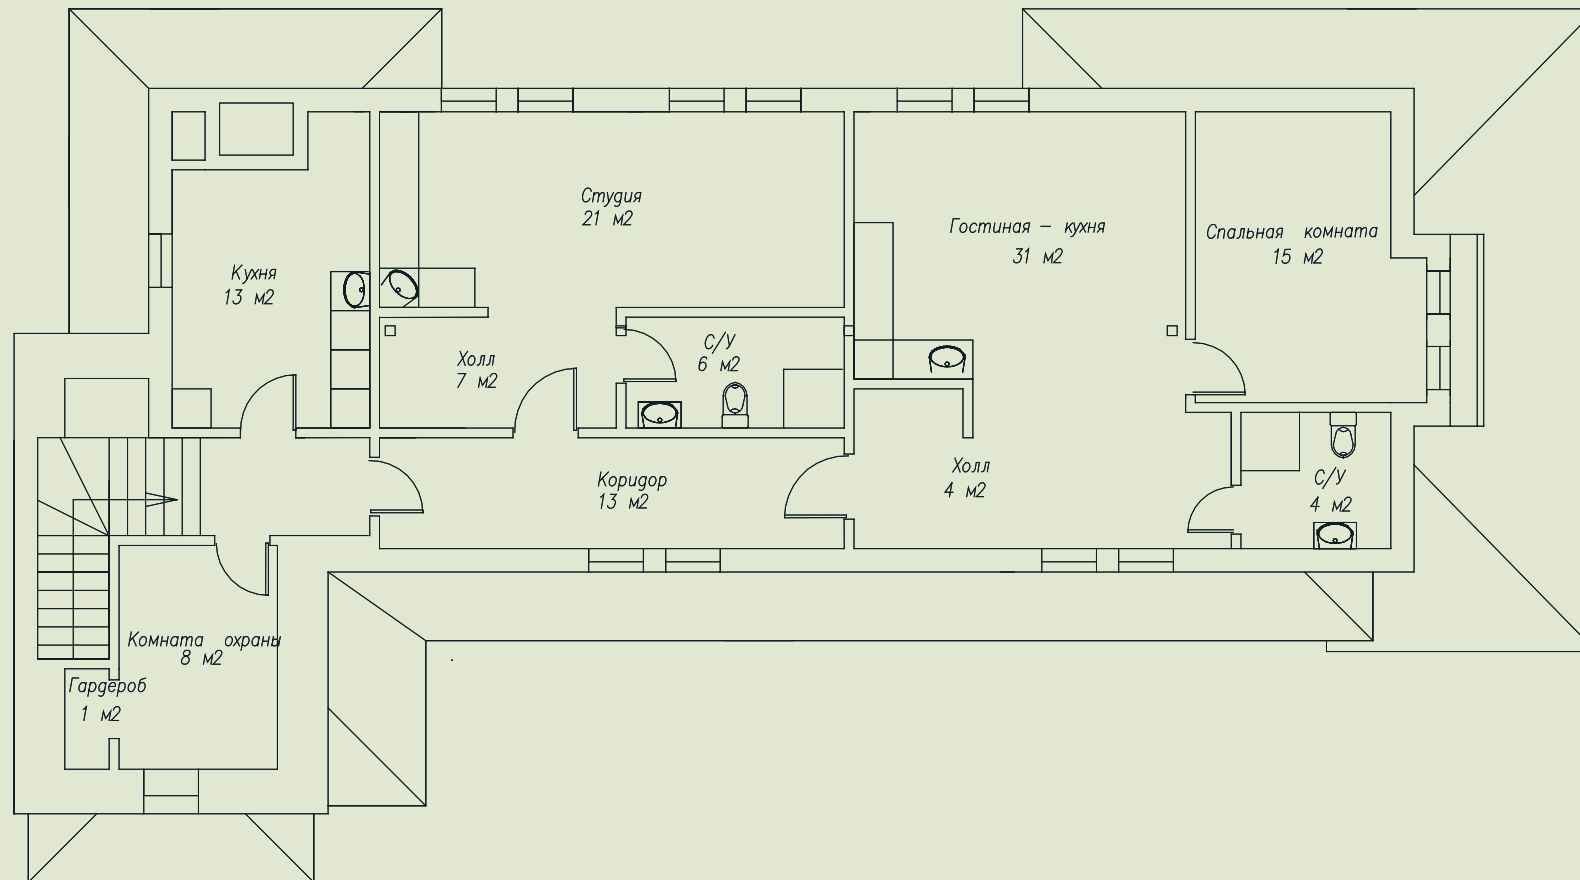 Студия
21 м2
Гостиная – кухня
31 м2
Спальная комната
15 м2
Кухня
13 м2
Холл
7 м2
С/У
6 м2
Коридор
13 м2
Холл
4 м2
С/У
4 м2
Комната охраны
8 м2
Гардероб
1 м2